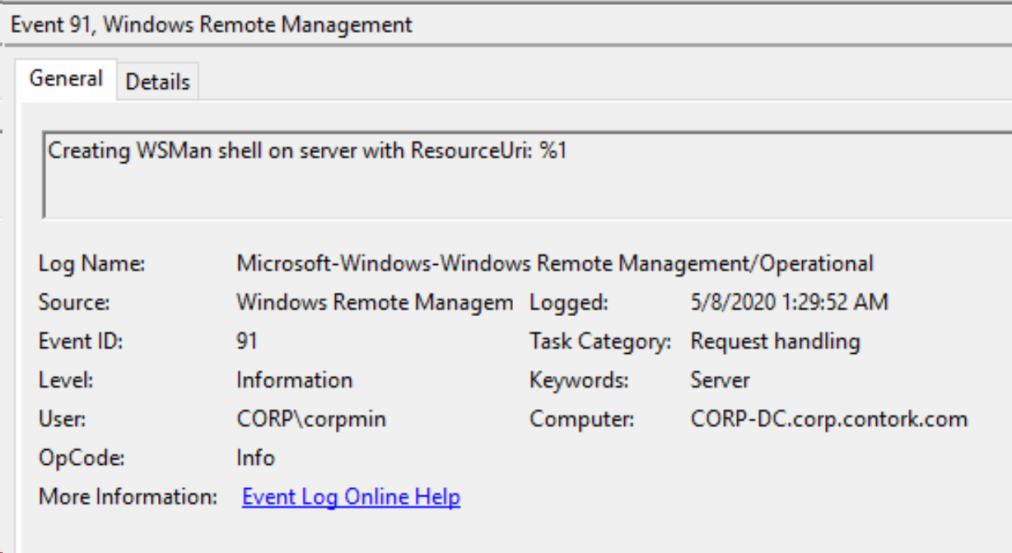 Event 91, Windows Remote Management
General Details
Creating WSMan shell on server with ResourceUri: %1
Log Name: Microsoft-Windows-Windows Remote Management/Operational
Source: Windows Remote Managem Logged: 5/8/2020 1:29:52 AM
Event ID: 91 Task Category: Request handling
Level: Information Keywords: Server
User: CORP\corpmin Computer: CORP-DC.corp.contork.com
OpCode: Info
More Information: Event Log Online Help